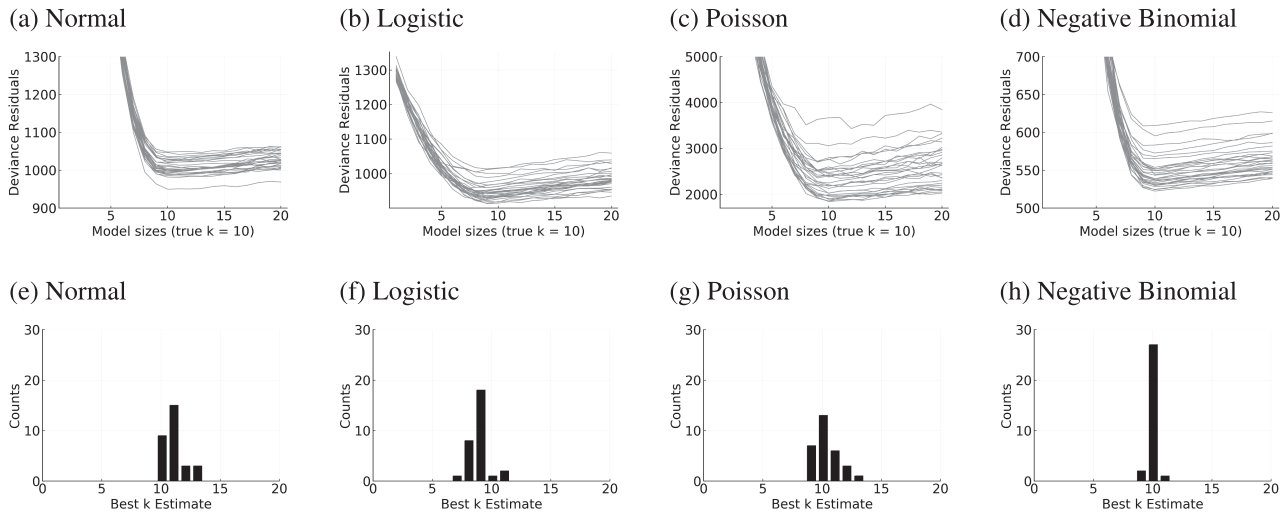 (a) Normal
(b) Logistic
(c) Poisson
(d) Negative Binomial
Deviance Residuals
1300
1200
1100
1000
900
5 10 15 20
Model sizes (true k = 10)
Deviance Residuals
1300
1200
1100
1000
5 10 15 20
Model sizes (true k = 10)
Deviance Residuals
5000
4000
3000
2000
5 10 15 20
Model sizes (true k = 10)
Deviance Residuals
700
650
600
550
500
5 10 15 20
Model sizes (true k = 10)
(e) Normal
(f) Logistic
(g) Poisson
(h) Negative Binomial
Counts
30
20
10
0
0 5 10 15 20
Best k Estimate
Counts
30
20
10
0
0 5 10 15 20
Best k Estimate
Counts
30
20
10
0
0 5 10 15 20
Best k Estimate
Counts
30
20
10
0
0 5 10 15 20
Best k Estimate